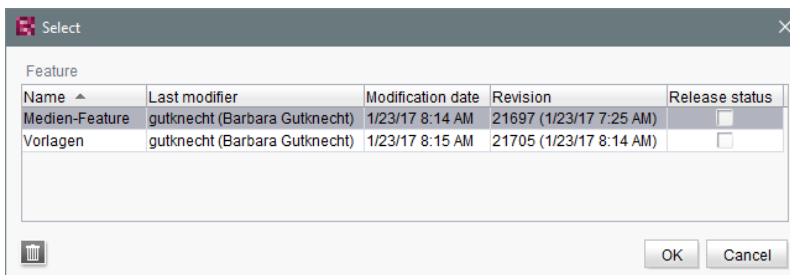 Select
Feature
Name Last modifier Modification date Revision Release status
Medien-Feature gutknecht (Barbara Gutknecht) 1/23/17 8:14 AM 21697 (1/23/17 7:25 AM)
Vorlagen gutknecht (Barbara Gutknecht) 1/23/17 8:15 AM 21705 (1/23/17 8:14 AM)
OK Cancel